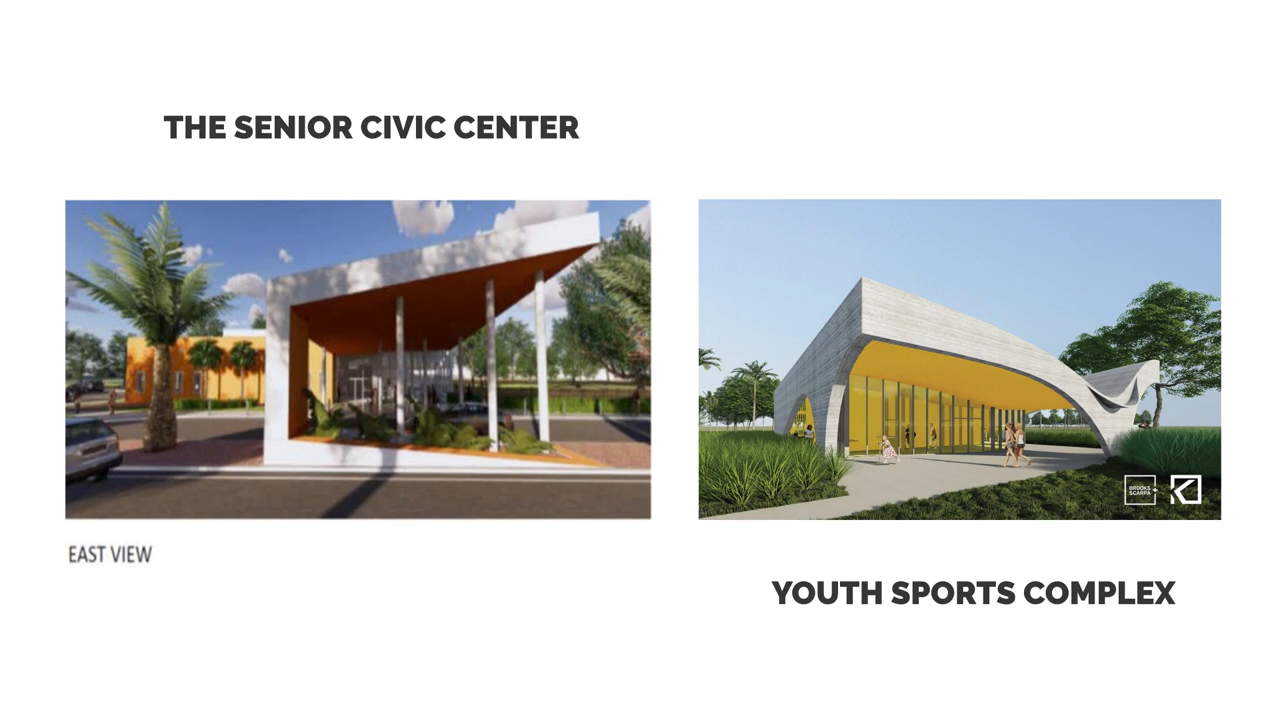 THE SENIOR CIVIC CENTER
EAST VIEW
BROOKS
SCARPA
YOUTH SPORTS COMPLEX